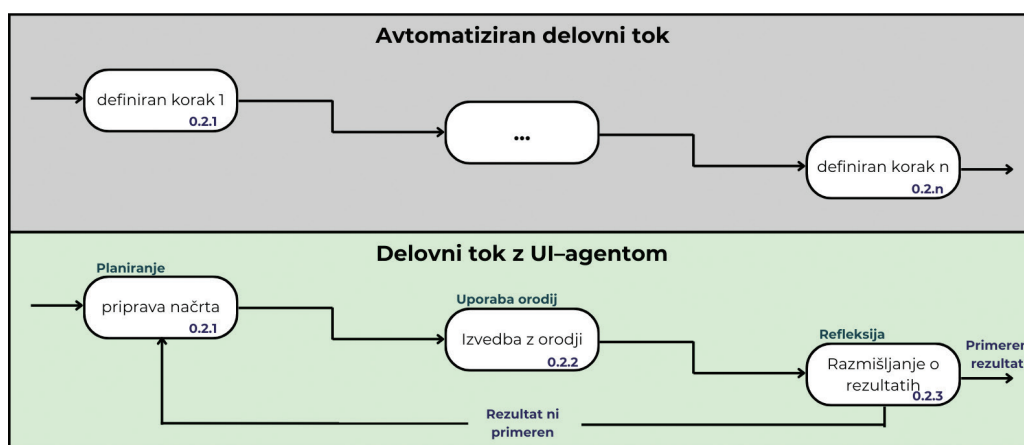 Avtomatiziran delovni tok
definiran korak 1
0.2.1
...
definiran korak n
0.2.n
Delovni tok z UI–agentom
Planiranje
priprava načrta
0.2.1
Uporaba orodij
Izvedba z orodji
0.2.2
Refleksija
Razmišljanje o
rezultatih
0.2.3
Primeren
rezultat
Rezultat ni
primeren